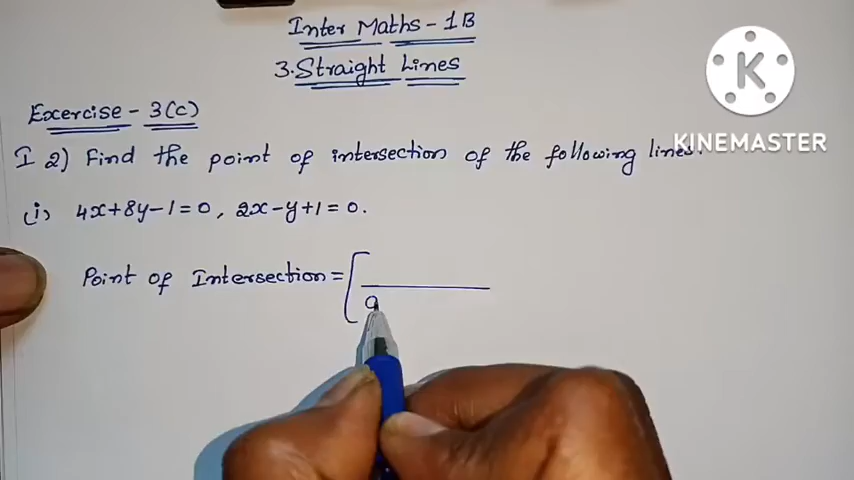 Inter Maths - 1B
3. Straight Lines
Excercise - 3(c)
I 2) Find the point of intersection of the following lines.
(i) 4x+8y-1=0, 2x-y+1=0.
Point of Intersection = [
a
K
KINEMASTER